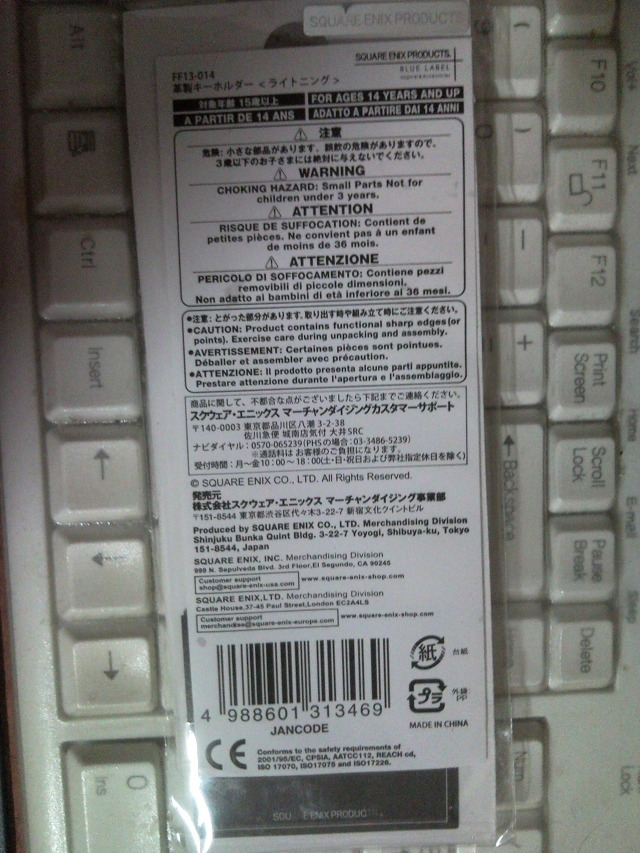 SQUARE ENIX PRODUCTS
SQUARE ENIX PRODUCTS.
BLUE LABEL
FF13-014
革製キーホルダー＜ライトニング＞
対象年齢 15歳以上
FOR AGES 14 YEARS AND UP
A PARTIR DE 14 ANS
ADATTO A PARTIRE DAI 14 ANNI
⚠ 注意
危険: 小さな部品があります。誤飲の危険がありますので、
3歳以下のお子さまには絶対に与えないでください。
⚠ WARNING
CHOKING HAZARD: Small Parts Not for
children under 3 years.
⚠ ATTENTION
RISQUE DE SUFFOCATION: Contient de
petites pièces. Ne convient pas à un enfant
de moins de 36 mois.
⚠ ATTENZIONE
PERICOLO DI SOFFOCAMENTO: Contiene pezzi
removibili di piccole dimensioni.
Non adatto ai bambini di età inferiore ai 36 mesi.
●注意: とがった部分があります。取り出す時や組み立て時にご注意ください。
●CAUTION: Product contains functional sharp edges(or
points). Exercise care during unpacking and assembly.
●AVERTISSEMENT: Certaines pièces sont pointues.
Déballer et assembler avec précaution.
●ATTENZIONE: Il prodotto presenta alcune parti appuntite.
Prestare attenzione durante l'apertura e l'assemblaggio.
商品に関して、不都合な点がございましたら下記までご連絡ください。
スクウェア・エニックス マーチャンダイジングカスタマーサポート
〒140-0003 東京都品川区八潮 3-2-38
佐川急便 城南店気付 大井SRC
ナビダイヤル: 0570-065239(PHSの場合: 03-3486-5239)
※通話料は お客様のご負担になります。
受付時間: 月～金10:00～18:00(土・日・祝日および弊社指定休日を除く)
© SQUARE ENIX CO., LTD. All Rights Reserved.
発売元
株式会社スクウェア・エニックス マーチャンダイジング事業部
〒151-8544 東京都渋谷区代々木3-22-7 新宿文化クイントビル
Produced by SQUARE ENIX CO., LTD. Merchandising Division
Shinjuku Bunka Quint Bldg. 3-22-7 Yoyogi, Shibuya-ku, Tokyo
151-8544, Japan
SQUARE ENIX, INC. Merchandising Division
999 N. Sepulveda Blvd. 3rd Floor,El Segundo, CA 90245
Customer support
shop@square-enix-usa.com
www.square-enix-shop.com
SQUARE ENIX,LTD. Merchandising Division
Castle House,37-45 Paul Street,London EC2A4LS
Customer support
merchandise@square-enix-europe.com
www.square-enix-shop.com
紙 台紙
プラ 外袋 PP
4 988601 313469
JANCODE
MADE IN CHINA
CE
Conforms to the safety requirements of
2001/95/EC, CPSIA, AATCC112, REACH cd,
ISO 17070, ISO17075 and ISO17226.
SQU ENIX PRODUC
Alt
Ctrl
Insert
←
↑
→
0
Ins
F10
F11
F12
Print
Screen
Scroll
Lock
Pause
Break
Delete
Backspace
Num
(
)
−
+
Vol+
Next
E-mail
Lock